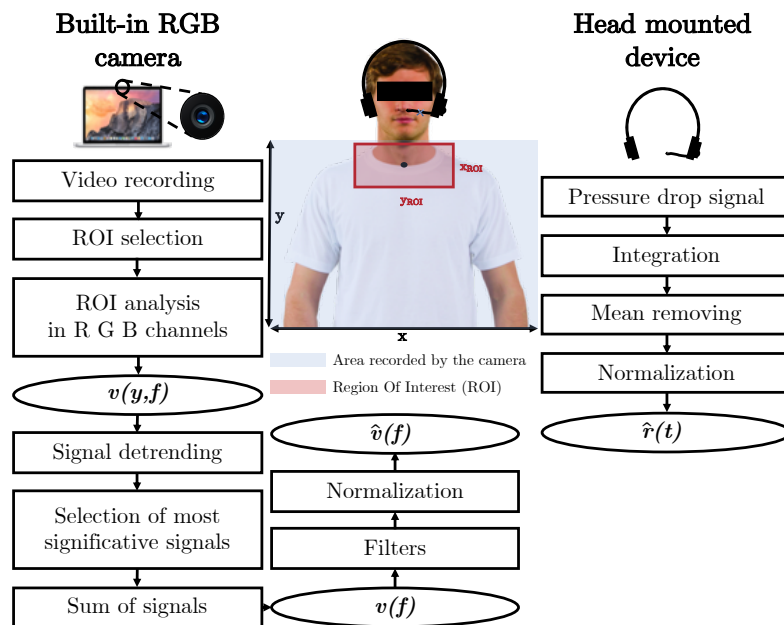 Built-in RGB
camera
Head mounted
device
Video recording
ROI selection
ROI analysis
in R G B channels
v(y,f)
Signal detrending
Selection of most
significative signals
Sum of signals
y
x
xROI
yROI
Area recorded by the camera
Region Of Interest (ROI)
v̂(f)
Normalization
Filters
v(f)
Pressure drop signal
Integration
Mean removing
Normalization
r̂(t)